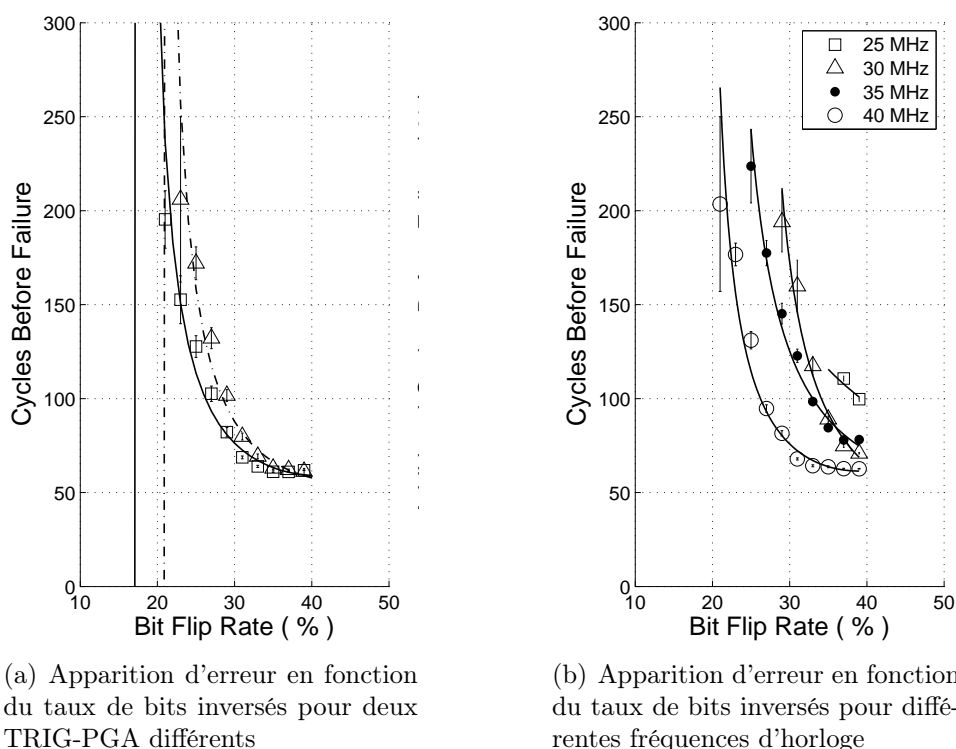 300
250
200
150
100
50
0
Cycles Before Failure
10 20 30 40 50
Bit Flip Rate ( % )
(a) Apparition d'erreur en fonction
du taux de bits inversés pour deux
TRIG-PGA différents
300
250
200
150
100
50
0
Cycles Before Failure
25 MHz
30 MHz
35 MHz
40 MHz
10 20 30 40 50
Bit Flip Rate ( % )
(b) Apparition d'erreur en fonction
du taux de bits inversés pour diffé-
rentes fréquences d'horloge